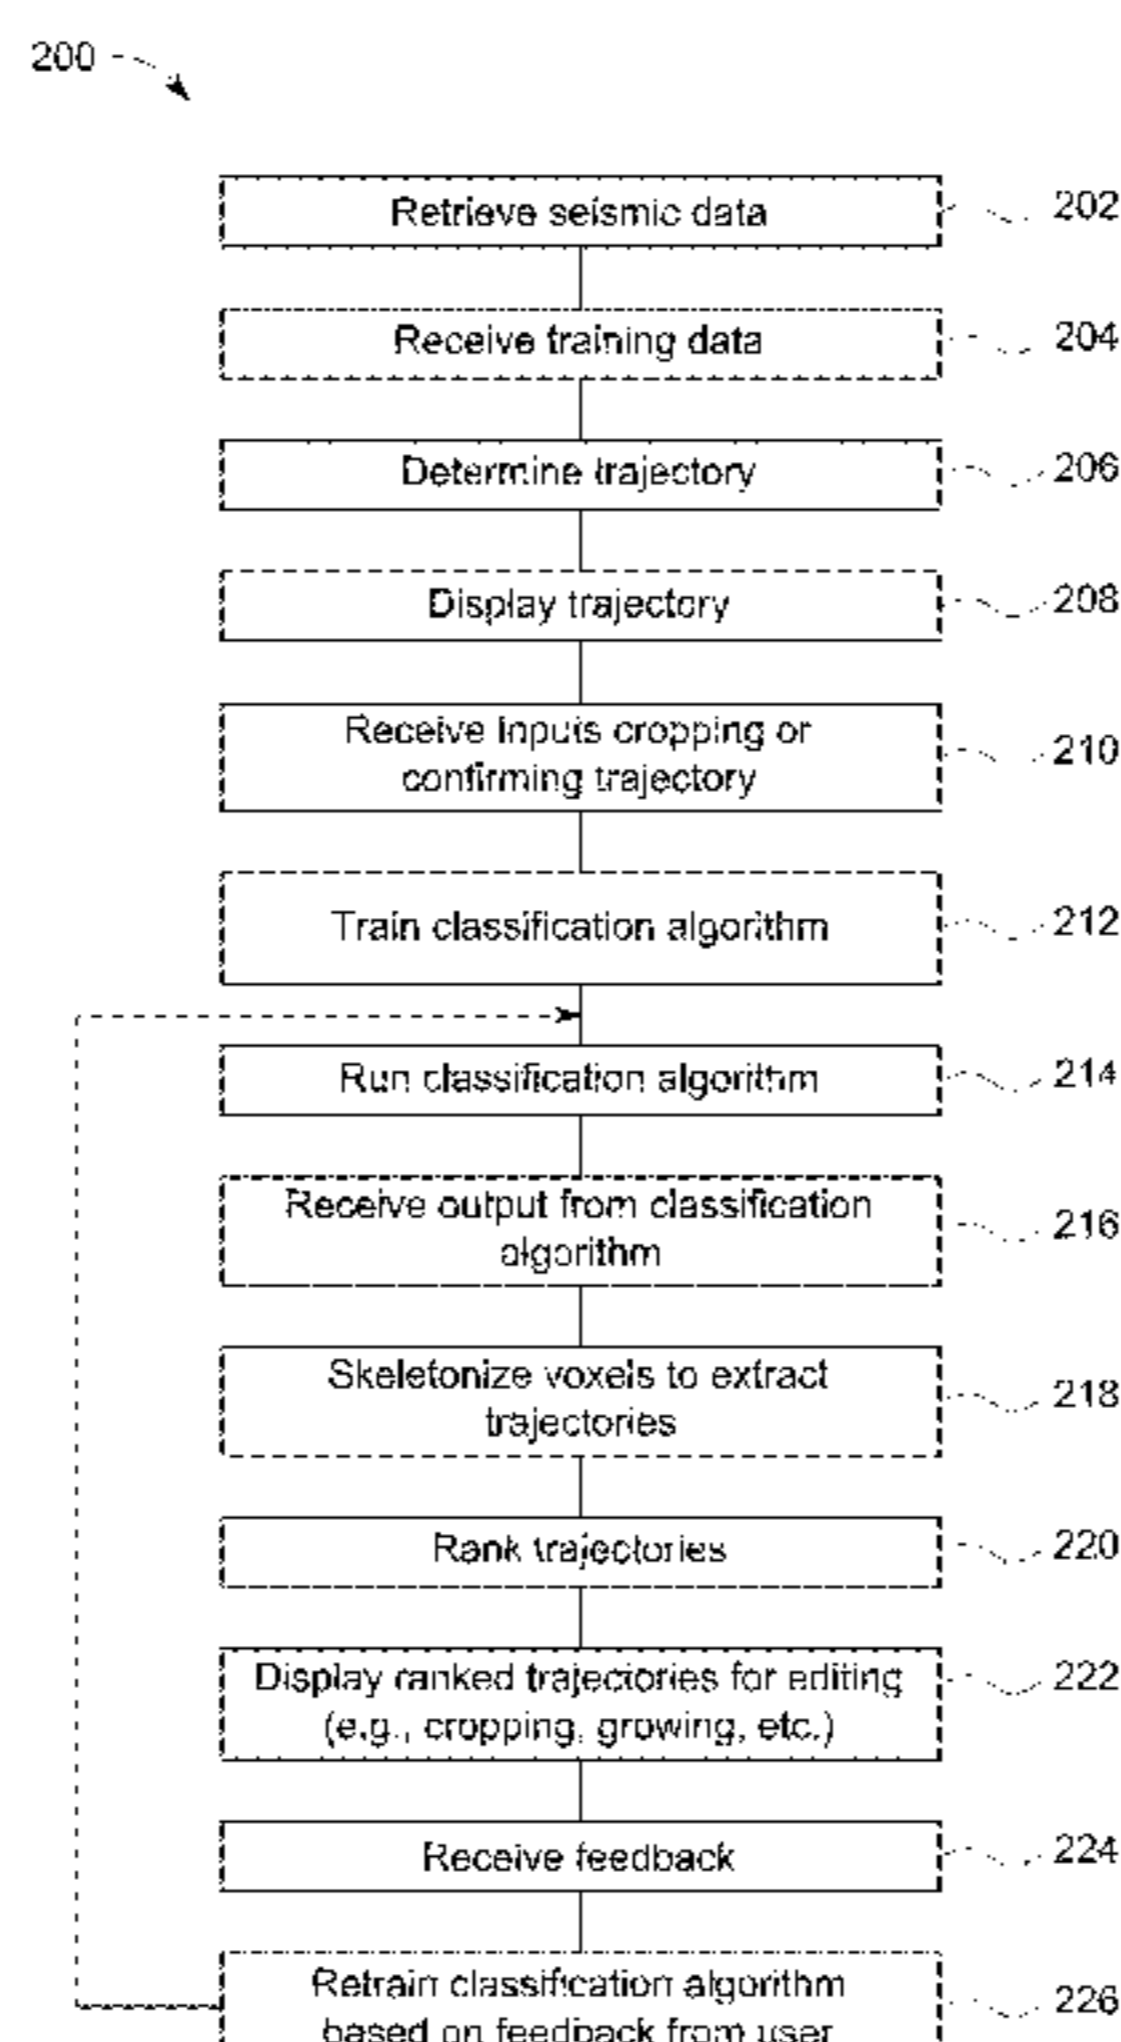 200
Retrieve seismic data 202
Receive training data 204
Determine trajectory 206
Display trajectory 208
Receive inputs cropping or
confirming trajectory 210
Train classification algorithm 212
Run classification algorithm 214
Receive output from classification
algorithm 216
Skeletonize voxels to extract
trajectories 218
Rank trajectories 220
Display ranked trajectories for editing
(e.g., cropping, growing, etc.) 222
Receive feedback 224
Retrain classification algorithm
based on feedback from user 226